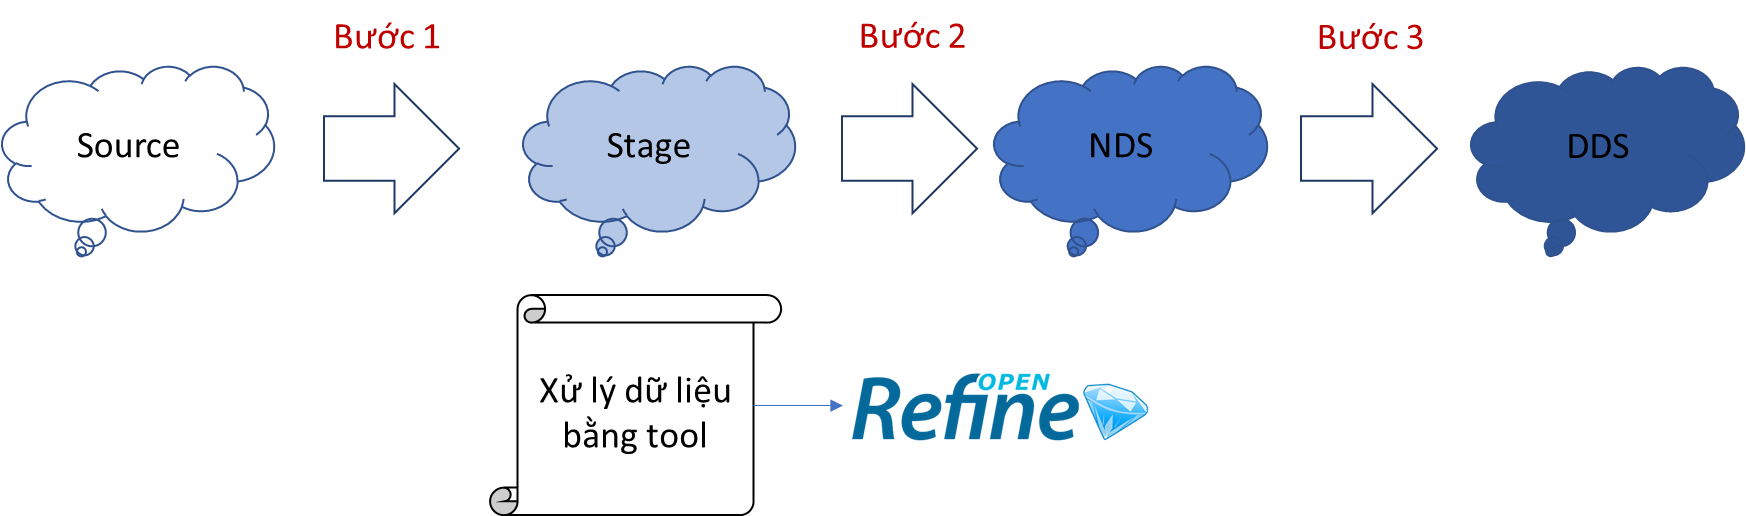 Bước 1
Bước 2
Bước 3
Source
Stage
NDS
DDS
Xử lý dữ liệu
bằng tool
OPEN
Refine